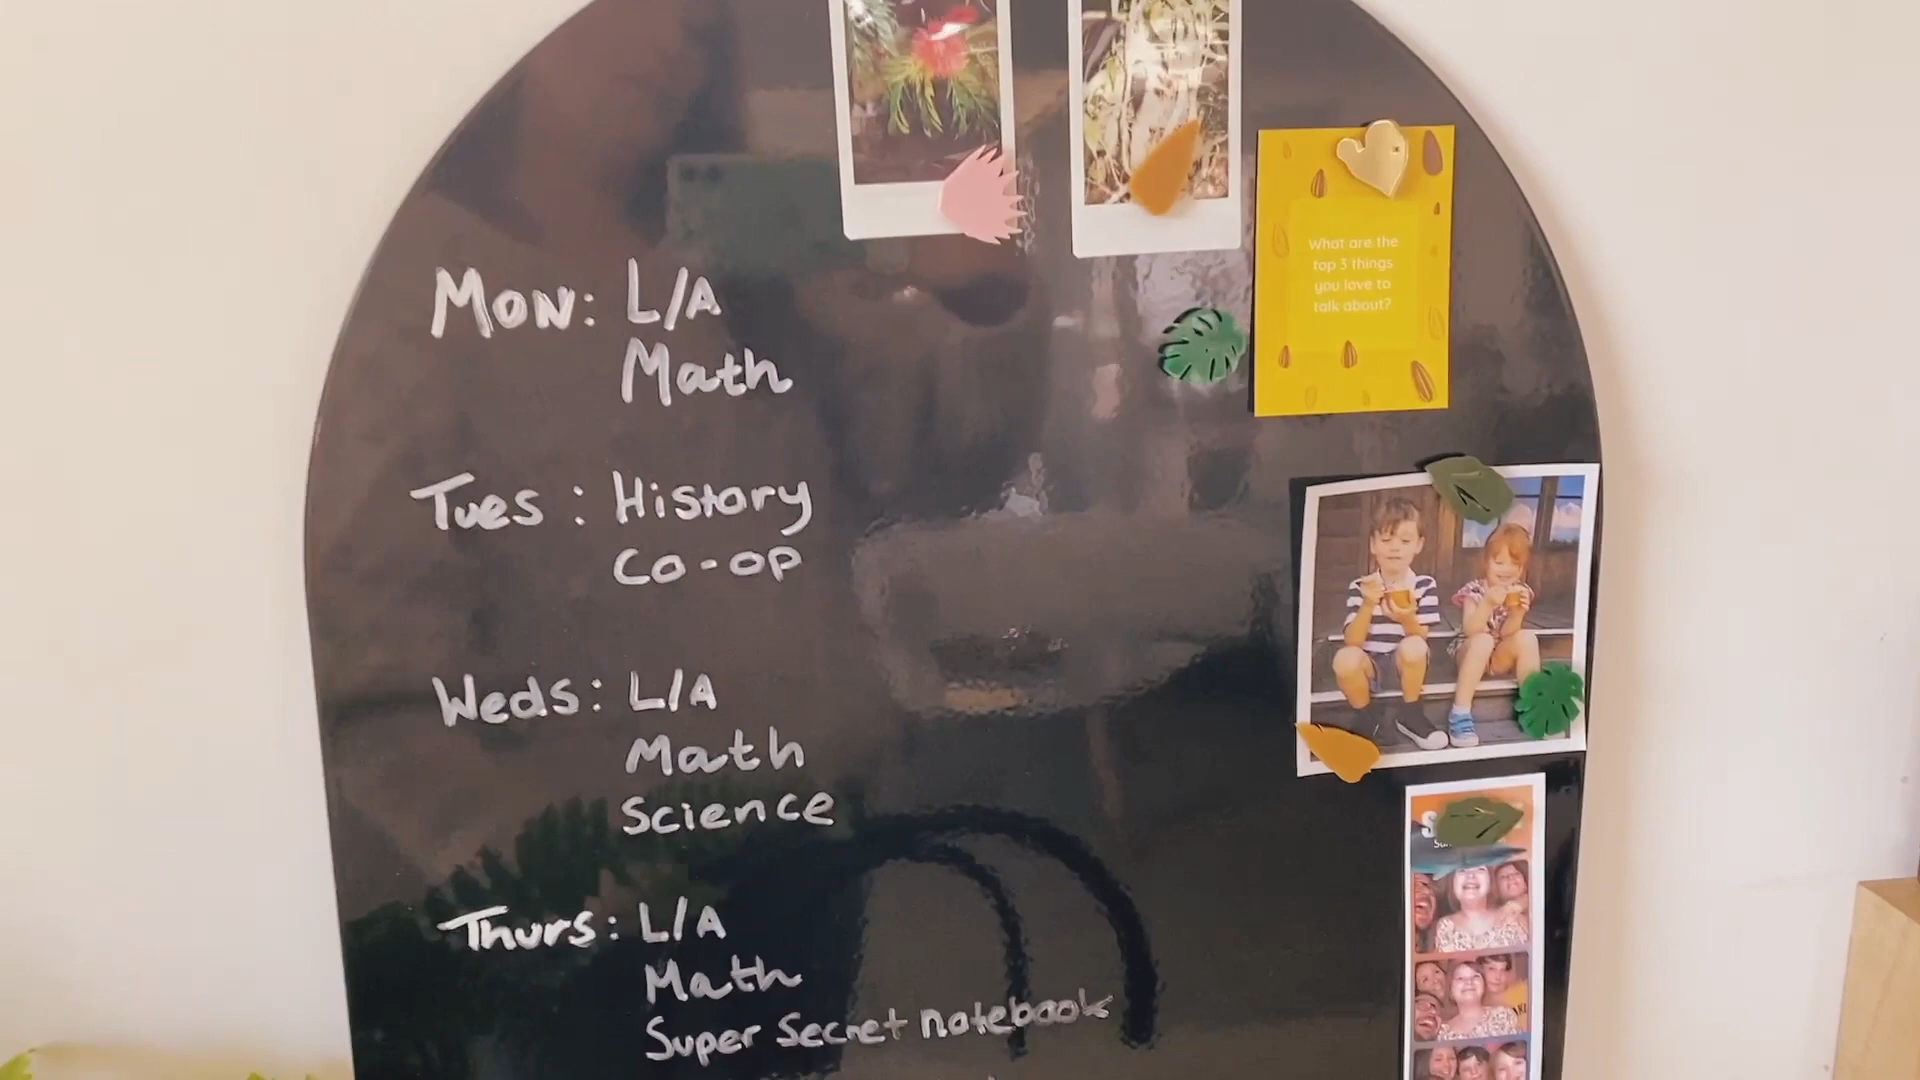 Mon: L/A
Math
Tues: History
Co-op
Weds: L/A
Math
Science
Thurs: L/A
Math
Super Secret notebook
What are the
top 3 things
you love to
talk about?